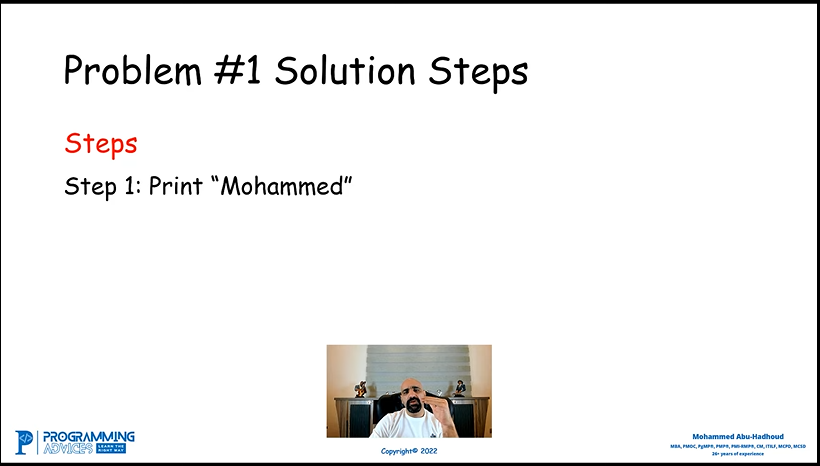 Problem #1 Solution Steps
Steps
Step 1: Print “Mohammed”
PROGRAMMING
ADVICES LEARN THE RIGHT WAY
Copyright© 2022
Mohammed Abu-Hadhoud
MBA, PMOC, PgMP®, PMP®, PMI-RMP®, CM, ITILF, MCPD, MCSD
26+ years of experience